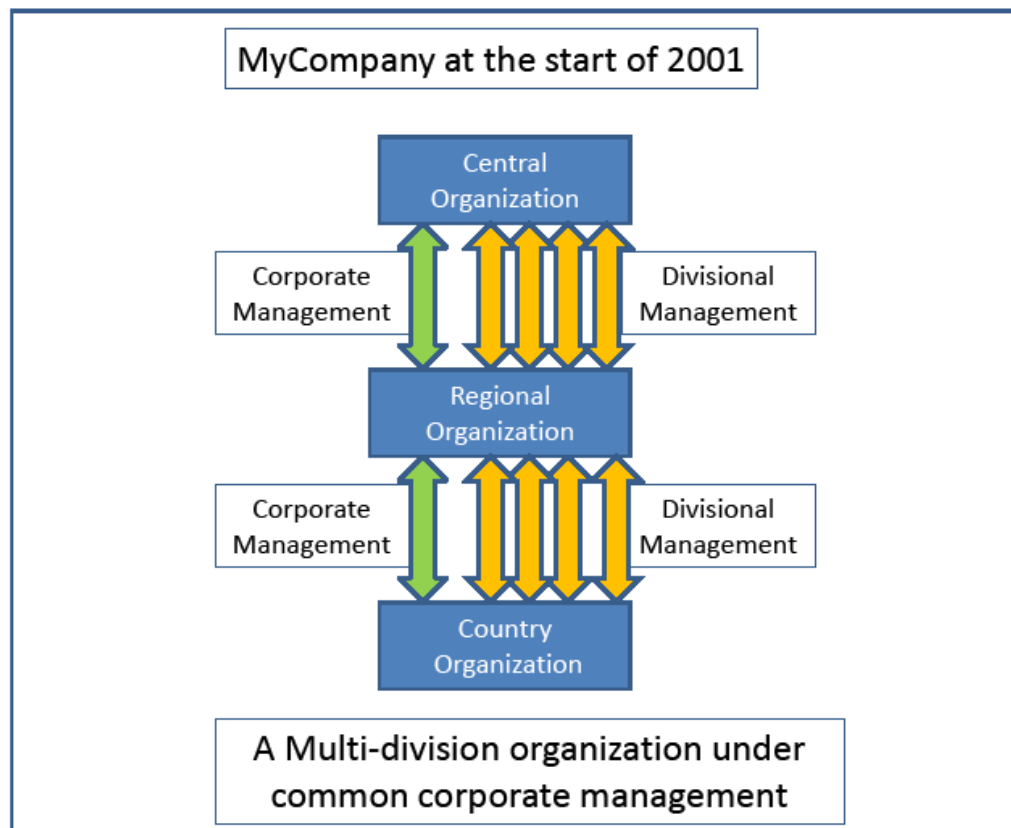 MyCompany at the start of 2001
Central
Organization
Corporate
Management
Divisional
Management
Regional
Organization
Corporate
Management
Divisional
Management
Country
Organization
A Multi-division organization under
common corporate management